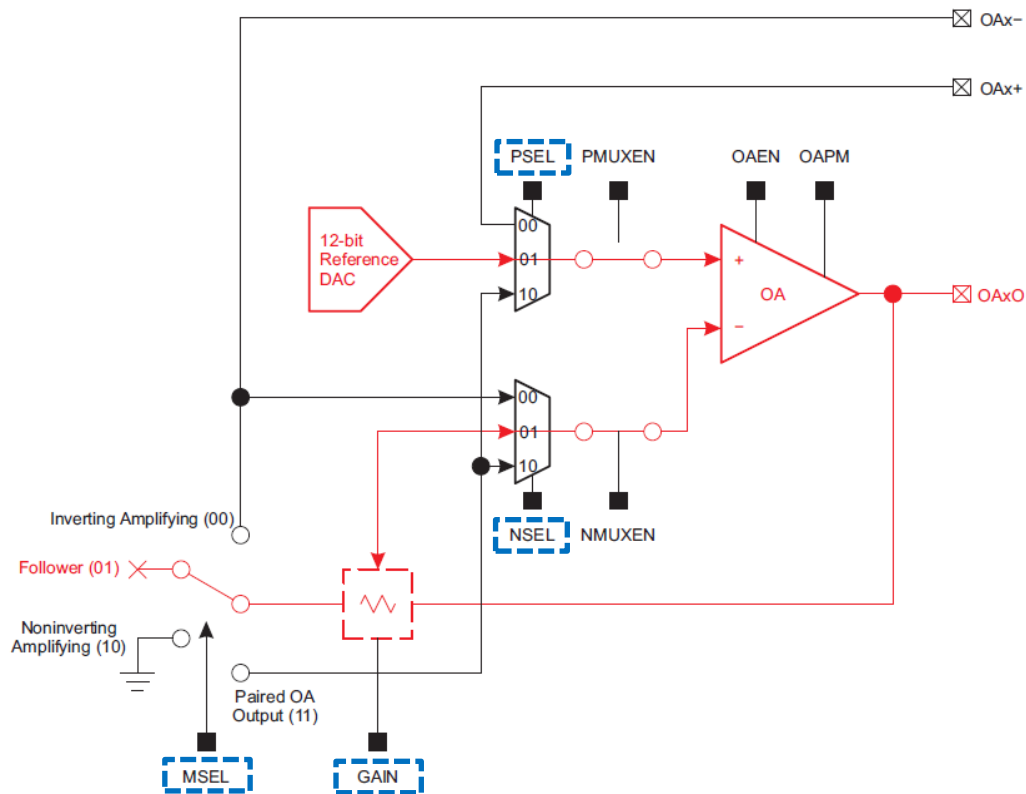 OAx−
OAx+
PSEL
PMUXEN
OAEN
OAPM
12-bit
Reference
DAC
00
01
10
+
−
OA
OAxO
00
01
10
NSEL
NMUXEN
Inverting Amplifying (00)
Follower (01)
Noninverting
Amplifying (10)
Paired OA
Output (11)
MSEL
GAIN